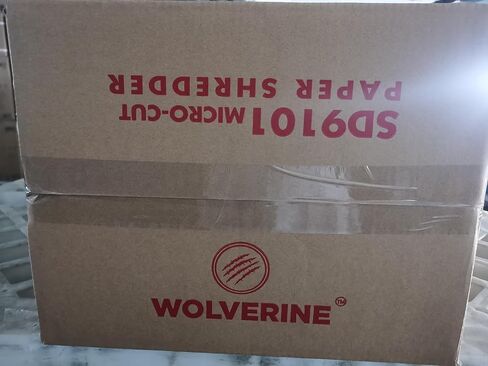 SD9101 MICRO-CUT
PAPER SHREDDER
WOLVERINE™